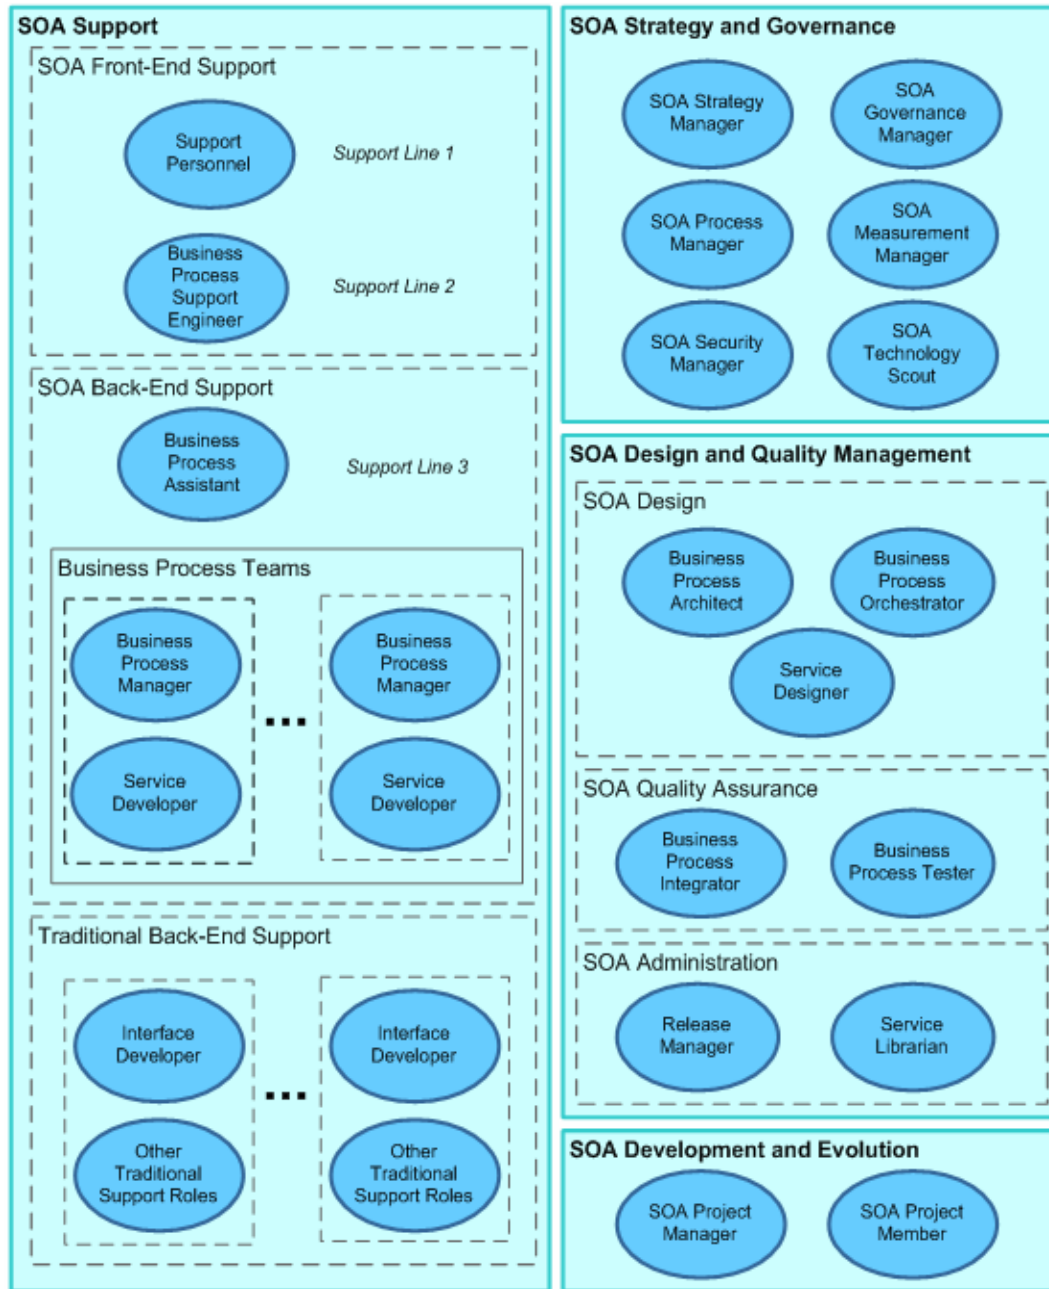 SOA Support
SOA Front-End Support
Support
Personnel
Support Line 1
Business
Process
Support
Engineer
Support Line 2
SOA Back-End Support
Business
Process
Assistant
Support Line 3
Business Process Teams
Business
Process
Manager
Service
Developer
...
Business
Process
Manager
Service
Developer
Traditional Back-End Support
Interface
Developer
Other
Traditional
Support Roles
...
Interface
Developer
Other
Traditional
Support Roles
SOA Strategy and Governance
SOA Strategy
Manager
SOA
Governance
Manager
SOA Process
Manager
SOA
Measurement
Manager
SOA Security
Manager
SOA
Technology
Scout
SOA Design and Quality Management
SOA Design
Business
Process
Architect
Business
Process
Orchestrator
Service
Designer
SOA Quality Assurance
Business
Process
Integrator
Business
Process Tester
SOA Administration
Release
Manager
Service
Librarian
SOA Development and Evolution
SOA Project
Manager
SOA Project
Member